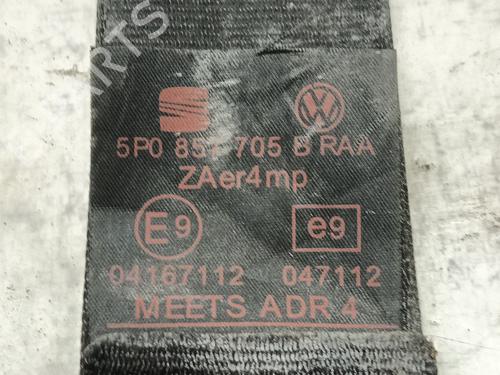 5P0 857 705 B RAA
ZAer4mp
E9 e9
04167112 047112
MEETS ADR 4